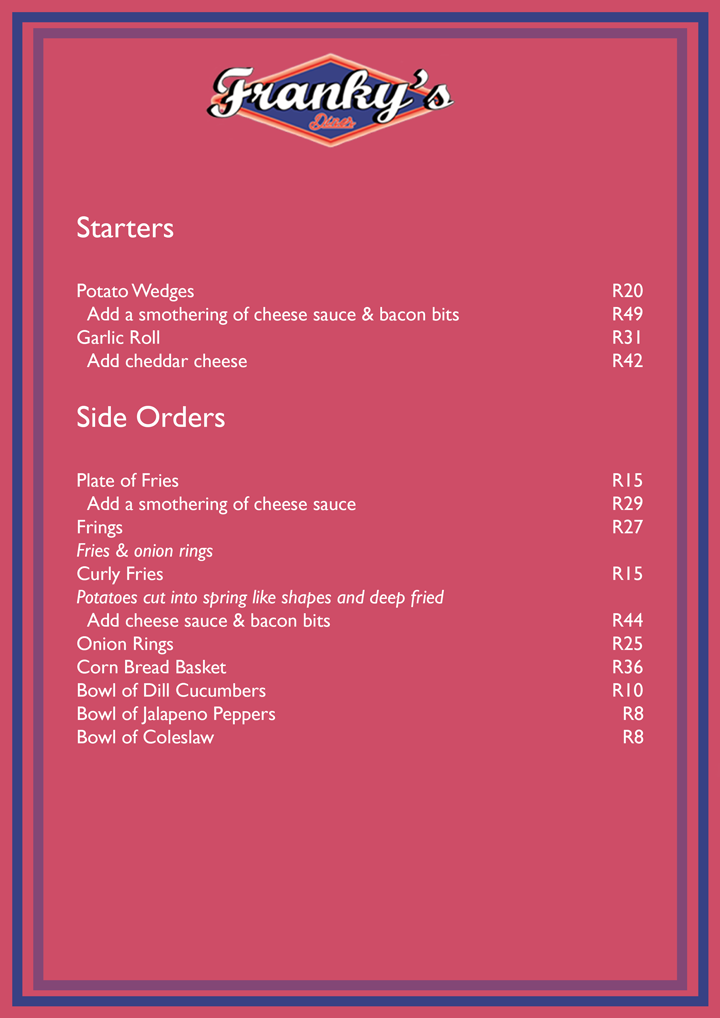 Franky's
Diner
Starters
Potato Wedges R20
Add a smothering of cheese sauce & bacon bits R49
Garlic Roll R31
Add cheddar cheese R42
Side Orders
Plate of Fries R15
Add a smothering of cheese sauce R29
Frings R27
Fries & onion rings
Curly Fries R15
Potatoes cut into spring like shapes and deep fried
Add cheese sauce & bacon bits R44
Onion Rings R25
Corn Bread Basket R36
Bowl of Dill Cucumbers R10
Bowl of Jalapeno Peppers R8
Bowl of Coleslaw R8